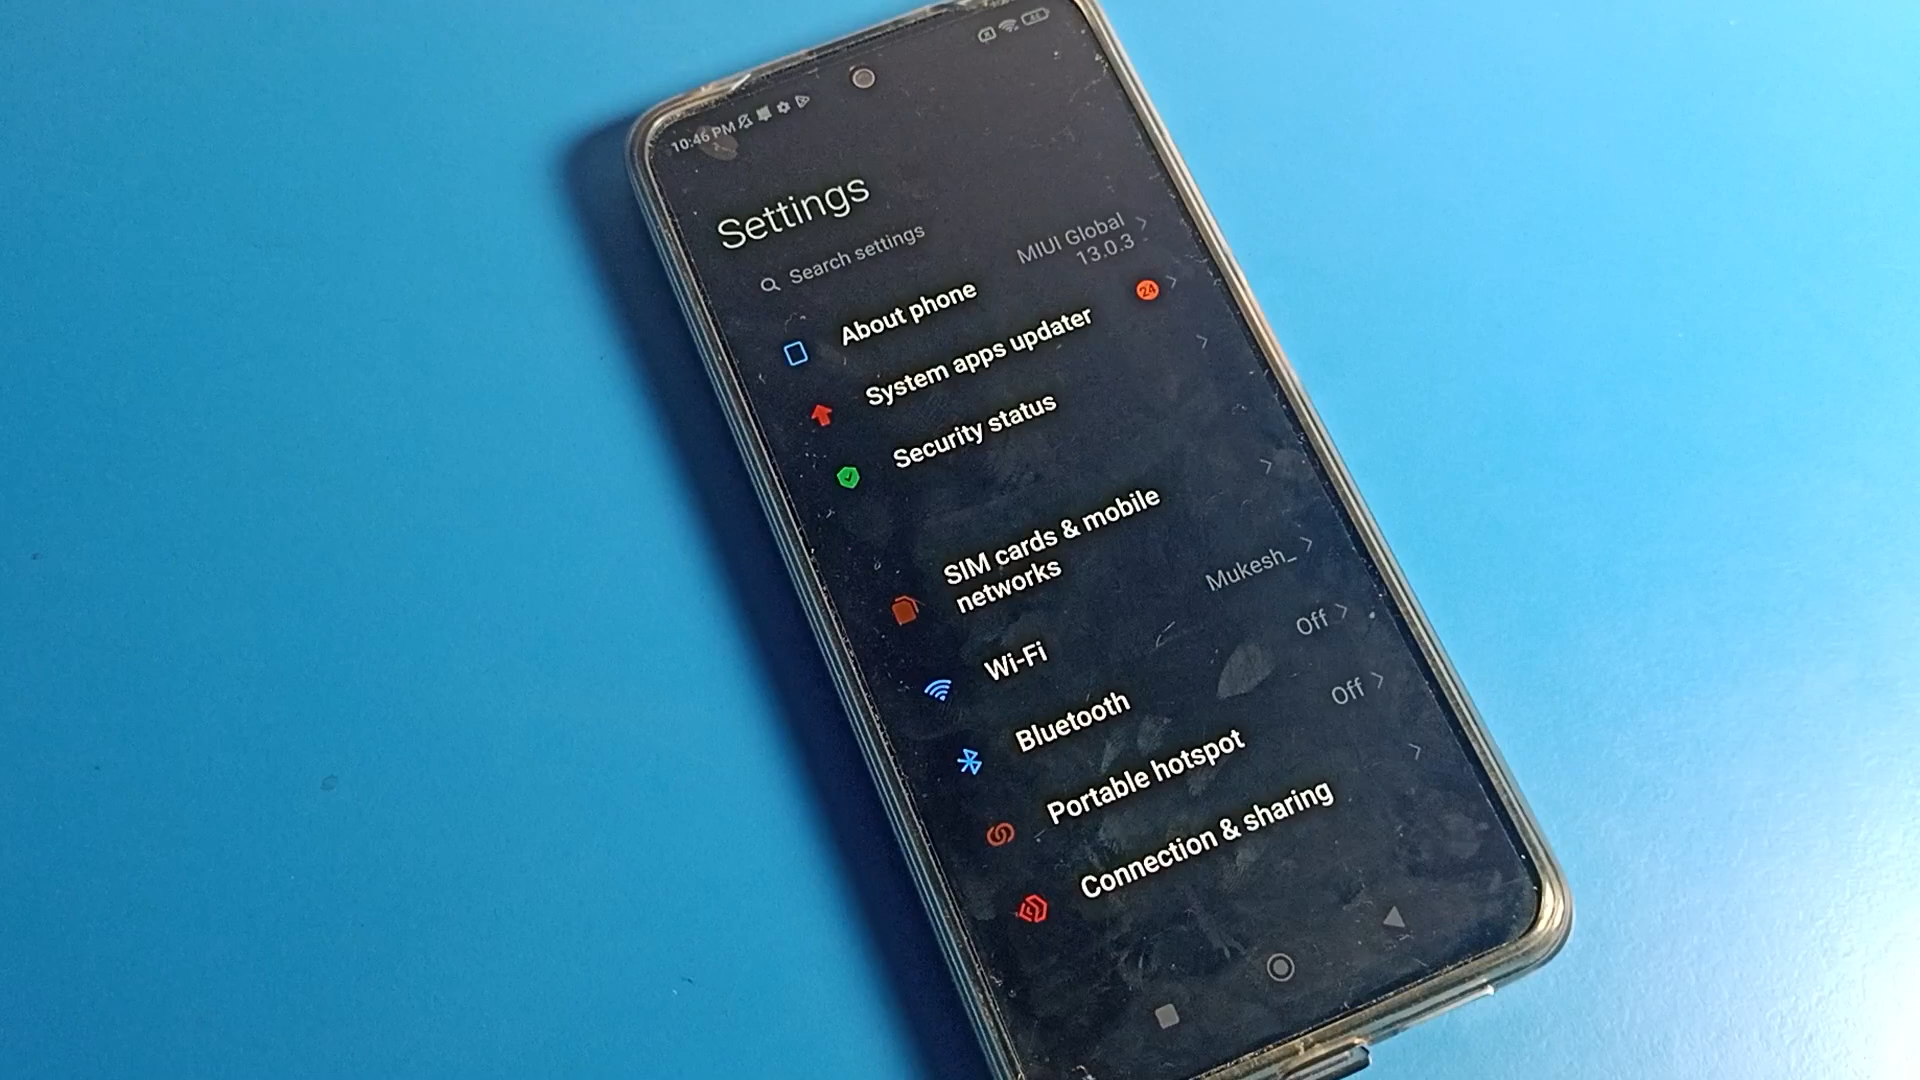 10:46 PM
Settings
Search settings
About phone
MIUI Global
13.0.3
System apps updater
24
Security status
SIM cards & mobile
networks
Wi-Fi
Mukesh_
Bluetooth
Off
Portable hotspot
Off
Connection & sharing